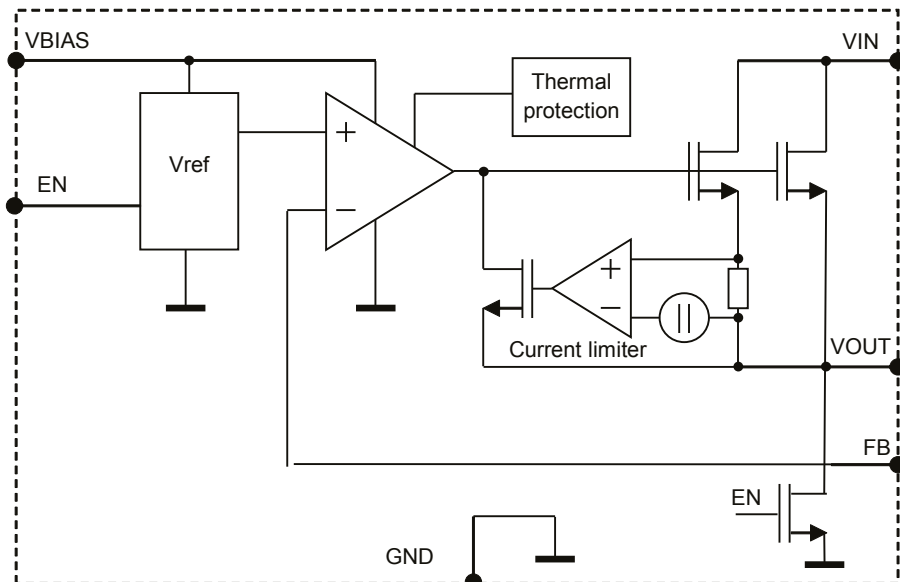 VBIAS
VIN
Thermal
protection
+
Vref
EN
−
+
−
Current limiter
VOUT
FB
EN
GND